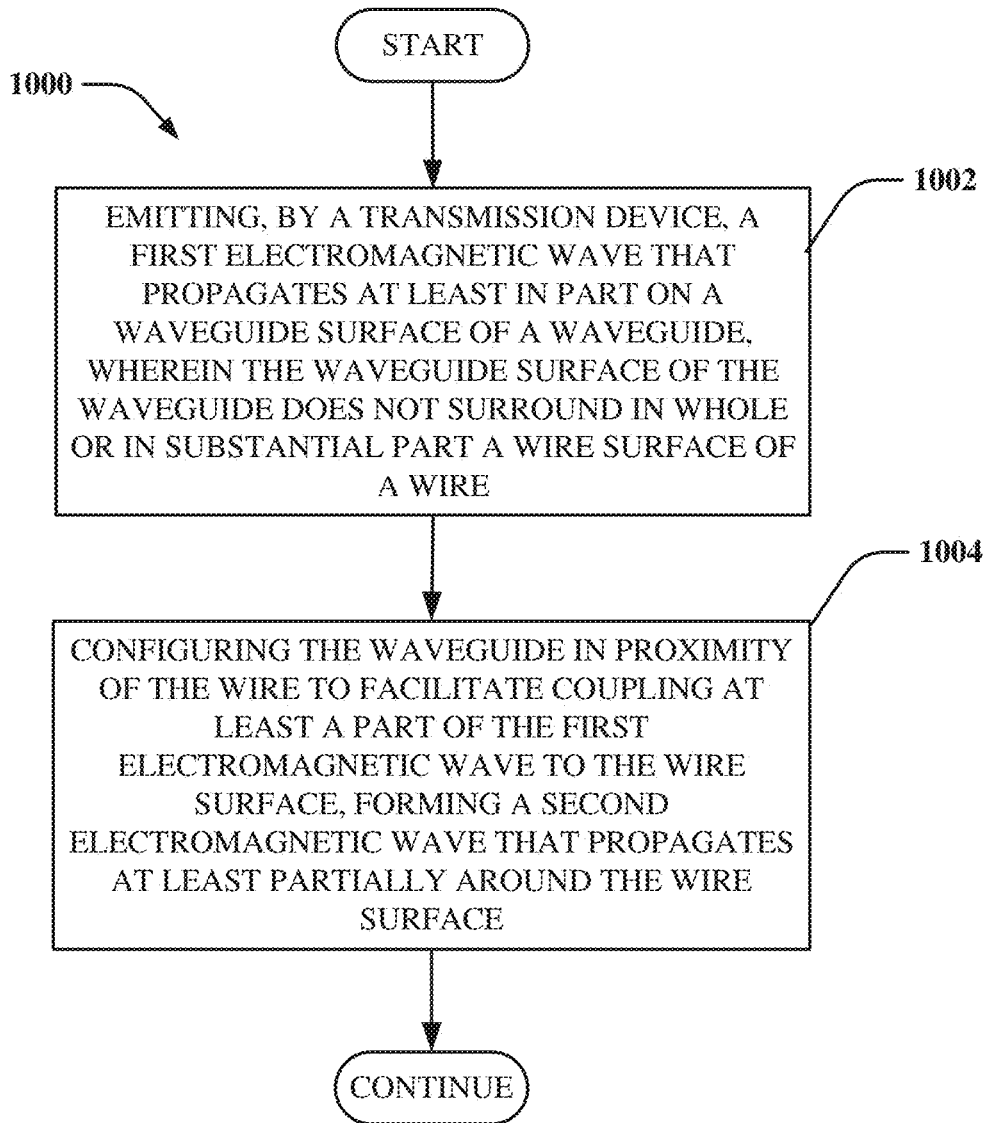 START
1000
1002
EMITTING, BY A TRANSMISSION DEVICE, A
FIRST ELECTROMAGNETIC WAVE THAT
PROPAGATES AT LEAST IN PART ON A
WAVEGUIDE SURFACE OF A WAVEGUIDE,
WHEREIN THE WAVEGUIDE SURFACE OF THE
WAVEGUIDE DOES NOT SURROUND IN WHOLE
OR IN SUBSTANTIAL PART A WIRE SURFACE OF
A WIRE
1004
CONFIGURING THE WAVEGUIDE IN PROXIMITY
OF THE WIRE TO FACILITATE COUPLING AT
LEAST A PART OF THE FIRST
ELECTROMAGNETIC WAVE TO THE WIRE
SURFACE, FORMING A SECOND
ELECTROMAGNETIC WAVE THAT PROPAGATES
AT LEAST PARTIALLY AROUND THE WIRE
SURFACE
CONTINUE